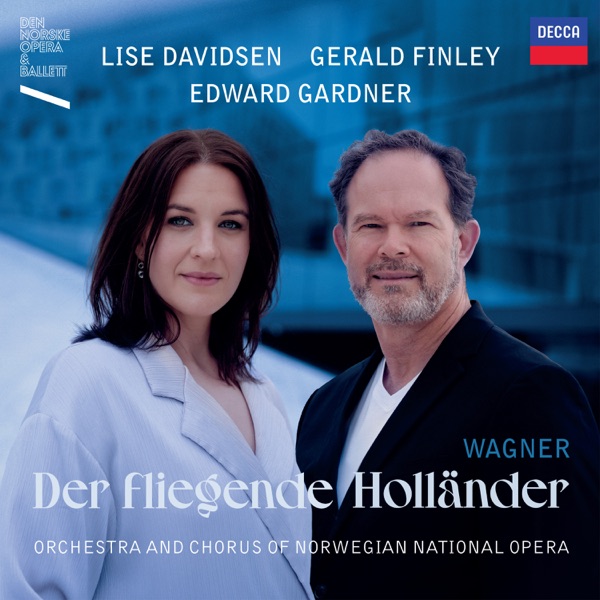 DEN
NORSKE
OPERA &
BALLETT
LISE DAVIDSEN GERALD FINLEY
EDWARD GARDNER
DECCA
WAGNER
Der fliegende Holländer
ORCHESTRA AND CHORUS OF NORWEGIAN NATIONAL OPERA